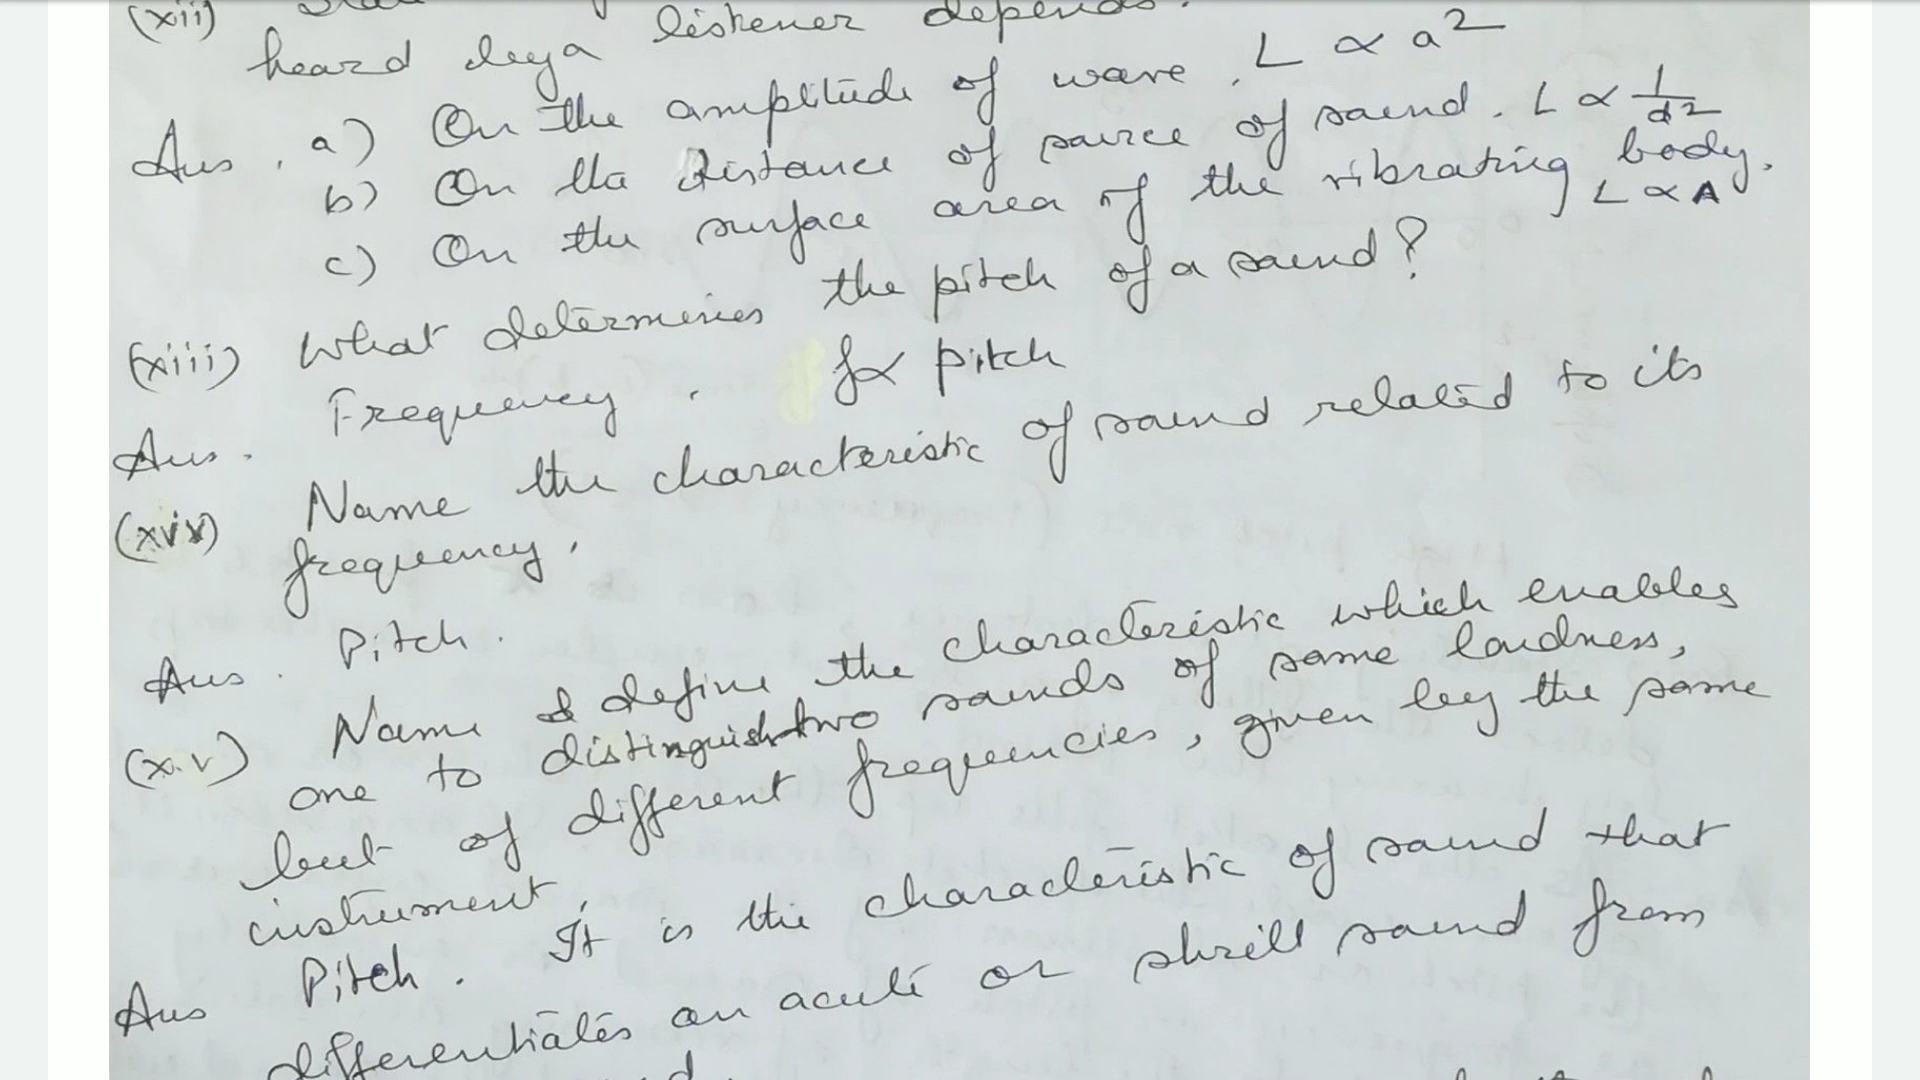 (xii)
heard by a listener depends.
Ans. a) On the amplitude of wave. L ∝ a²
b) On the distance of source of sound. L ∝ 1/d²
c) On the surface area of the vibrating body. L ∝ A
(xiii) What determines the pitch of a sound?
Ans. Frequency. f ∝ pitch
(xiv) Name the characteristic of sound related to its
frequency.
Ans. Pitch.
(xv) Name & define the characteristic which enables
one to distinguish two sounds of same loudness,
but of different frequencies, given by the same
instrument.
Ans Pitch. It is the characteristic of sound that
differentiates an acute or shrill sound from